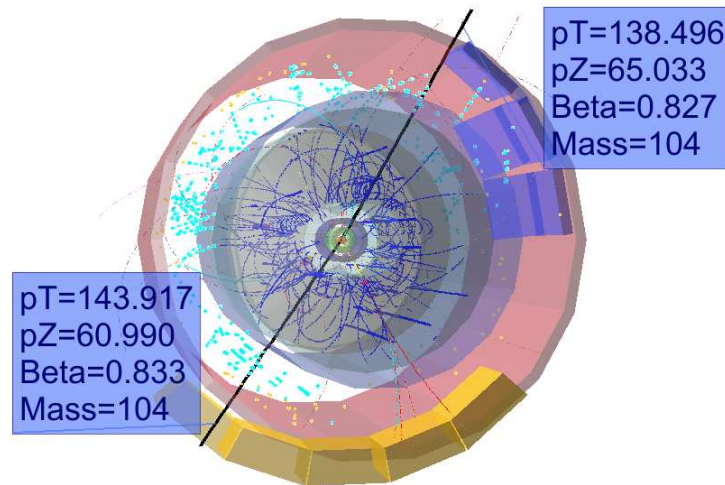 pT=138.496
pZ=65.033
Beta=0.827
Mass=104
pT=143.917
pZ=60.990
Beta=0.833
Mass=104